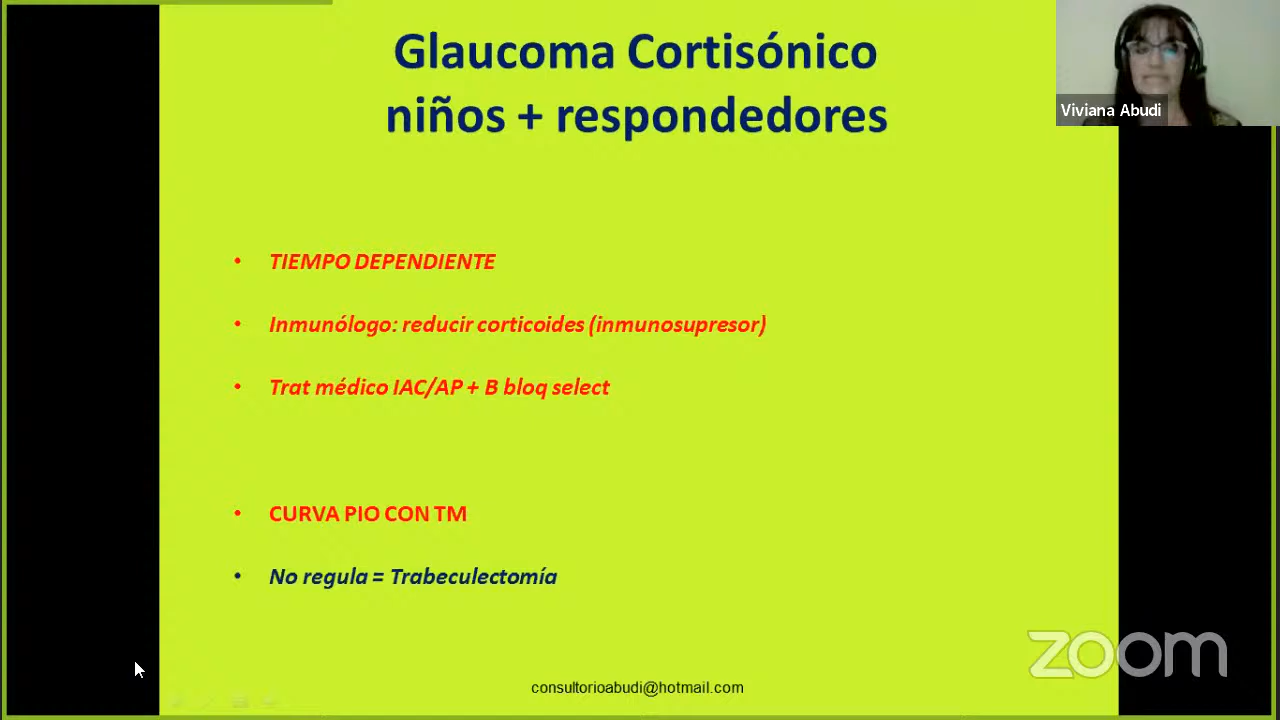 Glaucoma Cortisónico
niños + respondedores
Viviana Abudi
• TIEMPO DEPENDIENTE
• Inmunólogo: reducir corticoides (inmunosupresor)
• Trat médico IAC/AP + B bloq select
• CURVA PIO CON TM
• No regula = Trabeculectomía
zoom
consultorioabudi@hotmail.com